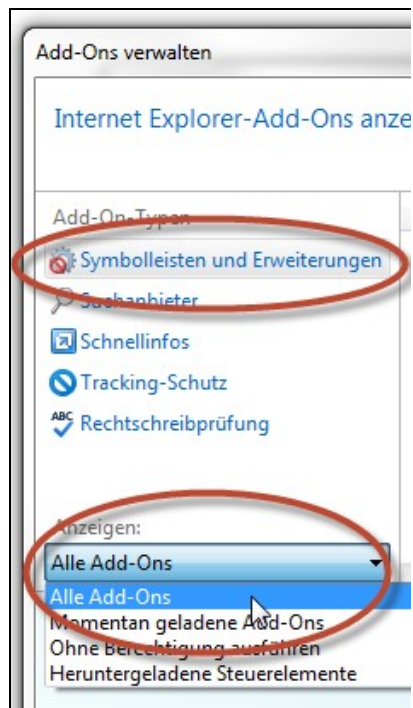 Add-Ons verwalten
Internet Explorer-Add-Ons anze
Add-On-Typen
Symbolleisten und Erweiterungen
Suchanbieter
Schnellinfos
Tracking-Schutz
ABC
Rechtschreibprüfung
Anzeigen:
Alle Add-Ons
Alle Add-Ons
Momentan geladene Add-Ons
Ohne Berechtigung ausführen
Heruntergeladene Steuerelemente